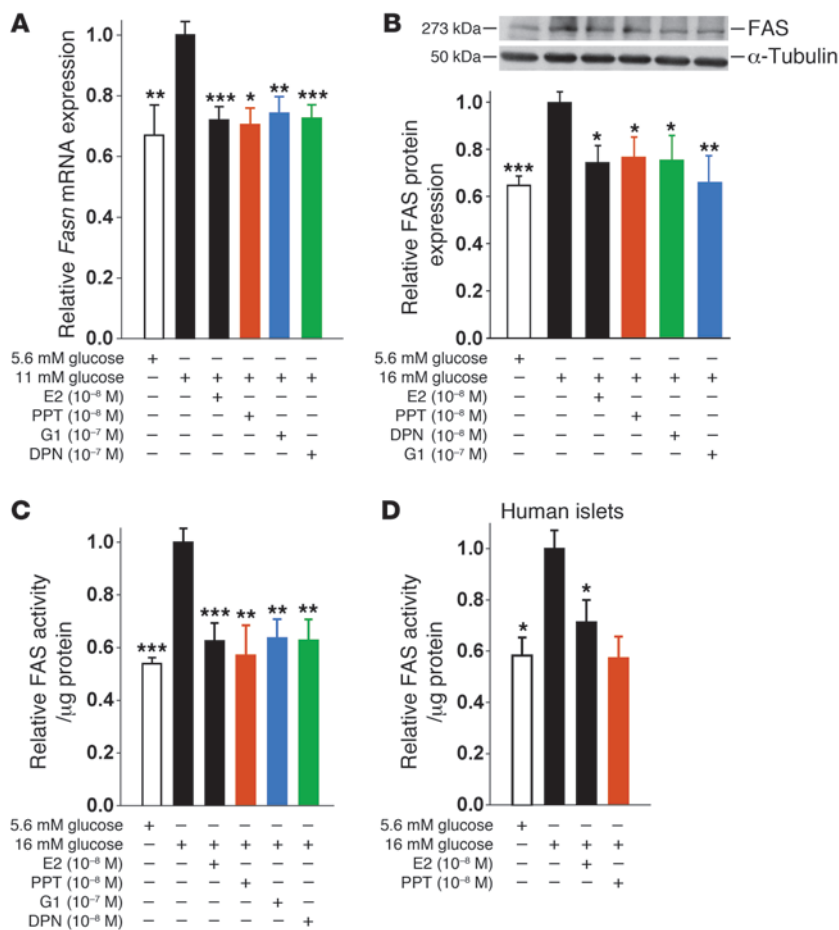 A
Relative Fasn mRNA expression
1.0
0.8
0.6
0.4
0.2
0.0
** *** * ** ***
5.6 mM glucose + – – – – –
11 mM glucose – + + + + +
E2 (10⁻⁸ M) – – + – – –
PPT (10⁻⁸ M) – – – + – –
G1 (10⁻⁷ M) – – – – + –
DPN (10⁻⁷ M) – – – – – +
B
273 kDa FAS
50 kDa α-Tubulin
Relative FAS protein
expression
1.0
0.8
0.6
0.4
0.2
0.0
*** * * * **
5.6 mM glucose + – – – – –
16 mM glucose – + + + + +
E2 (10⁻⁸ M) – – + – – –
PPT (10⁻⁸ M) – – – + – –
DPN (10⁻⁸ M) – – – – + –
G1 (10⁻⁷ M) – – – – – +
C
Relative FAS activity
/μg protein
1.0
0.8
0.6
0.4
0.2
0.0
*** *** ** ** **
5.6 mM glucose + – – – – –
16 mM glucose – + + + + +
E2 (10⁻⁸ M) – – + – – –
PPT (10⁻⁸ M) – – – + – –
G1 (10⁻⁷ M) – – – – + –
DPN (10⁻⁸ M) – – – – – +
D
Human islets
Relative FAS activity
/μg protein
1.0
0.8
0.6
0.4
0.2
0.0
* *
5.6 mM glucose + – – –
16 mM glucose – + + +
E2 (10⁻⁸ M) – – + –
PPT (10⁻⁸ M) – – – +